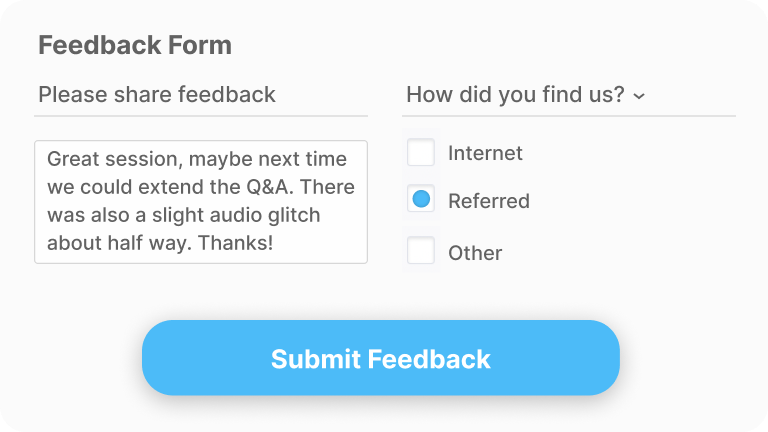 Feedback Form
Please share feedback
Great session, maybe next time
we could extend the Q&A. There
was also a slight audio glitch
about half way. Thanks!
How did you find us?
Internet
Referred
Other
Submit Feedback